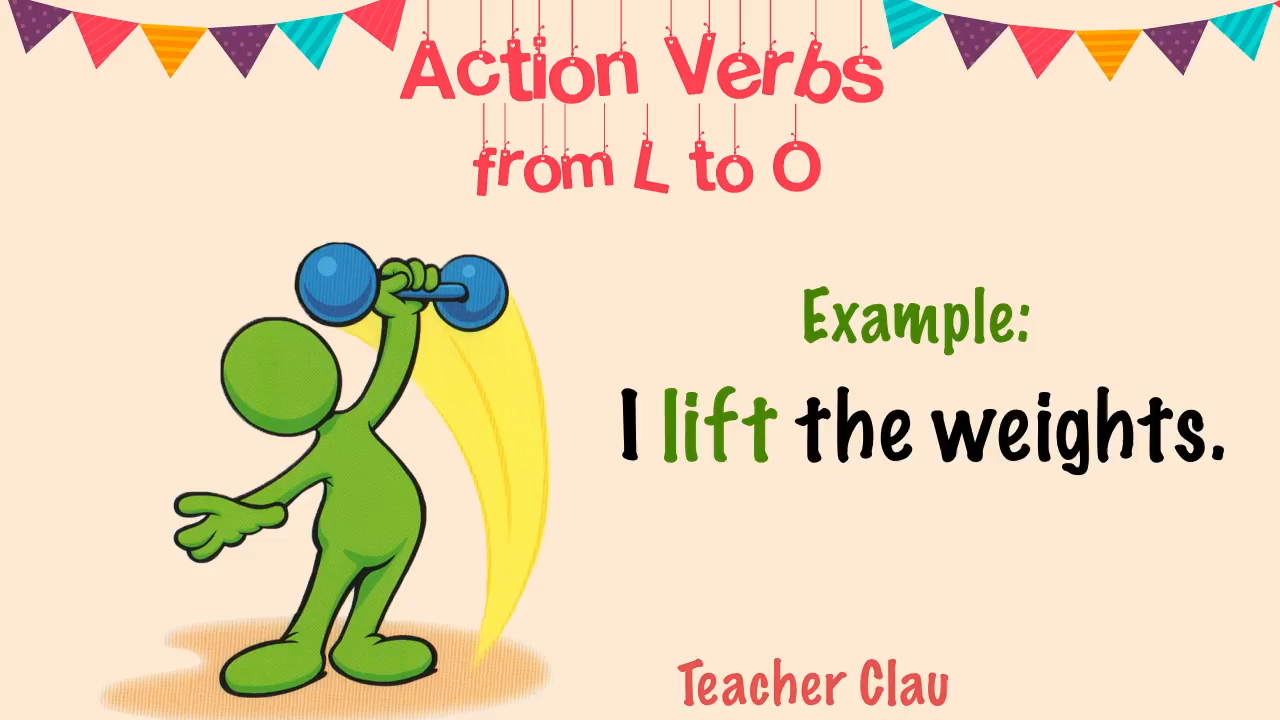 Action Verbs
from L to O
Example:
I lift the weights.
Teacher Clau